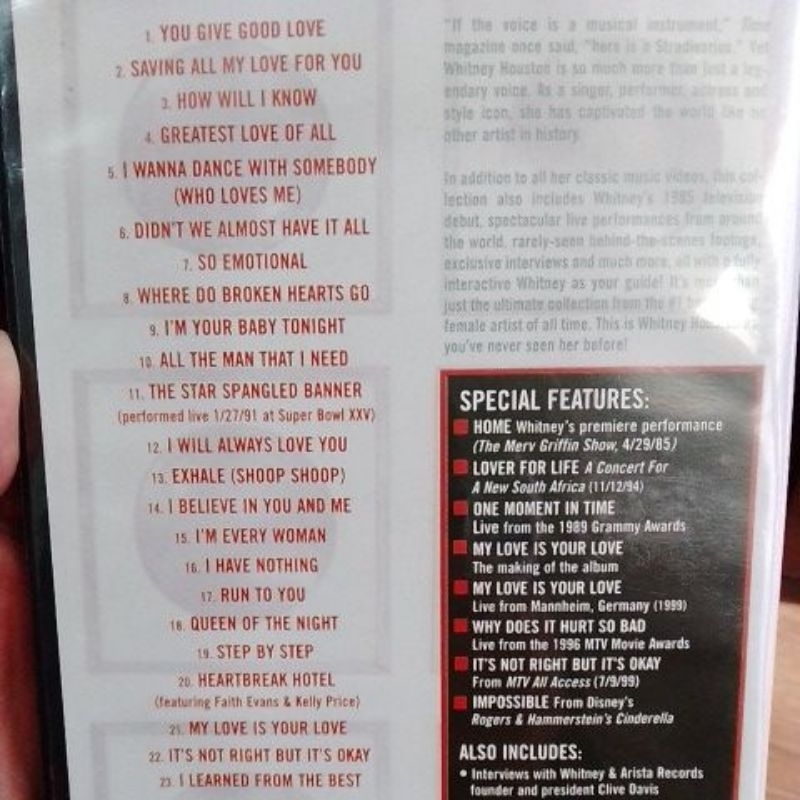 1. YOU GIVE GOOD LOVE
2. SAVING ALL MY LOVE FOR YOU
3. HOW WILL I KNOW
4. GREATEST LOVE OF ALL
5. I WANNA DANCE WITH SOMEBODY
(WHO LOVES ME)
6. DIDN'T WE ALMOST HAVE IT ALL
7. SO EMOTIONAL
8. WHERE DO BROKEN HEARTS GO
9. I'M YOUR BABY TONIGHT
10. ALL THE MAN THAT I NEED
11. THE STAR SPANGLED BANNER
(performed live 1/27/91 at Super Bowl XXV)
12. I WILL ALWAYS LOVE YOU
13. EXHALE (SHOOP SHOOP)
14. I BELIEVE IN YOU AND ME
15. I'M EVERY WOMAN
16. I HAVE NOTHING
17. RUN TO YOU
18. QUEEN OF THE NIGHT
19. STEP BY STEP
20. HEARTBREAK HOTEL
(featuring Faith Evans & Kelly Price)
21. MY LOVE IS YOUR LOVE
22. IT'S NOT RIGHT BUT IT'S OKAY
23. I LEARNED FROM THE BEST
"If the voice is a musical instrument," Time
magazine once said, "here is a Stradivarius." Yet
Whitney Houston is so much more than just a leg-
endary voice. As a singer, performer, actress and
style icon, she has captivated the world like no
other artist in history.
In addition to all her classic music videos, this col-
lection also includes Whitney's 1985 television
debut, spectacular live performances from around
the world, rarely-seen behind-the-scenes footage,
exclusive interviews and much more, all with a fully
interactive Whitney as your guide! It's more than
just the ultimate collection from the #1
female artist of all time. This is Whitney Houston as
you've never seen her before!
SPECIAL FEATURES:
HOME Whitney's premiere performance
(The Merv Griffin Show, 4/29/85)
LOVER FOR LIFE A Concert For
A New South Africa (11/12/94)
ONE MOMENT IN TIME
Live from the 1989 Grammy Awards
MY LOVE IS YOUR LOVE
The making of the album
MY LOVE IS YOUR LOVE
Live from Mannheim, Germany (1999)
WHY DOES IT HURT SO BAD
Live from the 1996 MTV Movie Awards
IT'S NOT RIGHT BUT IT'S OKAY
From MTV All Access (7/9/99)
IMPOSSIBLE From Disney's
Rogers & Hammerstein's Cinderella
ALSO INCLUDES:
• Interviews with Whitney & Arista Records
founder and president Clive Davis